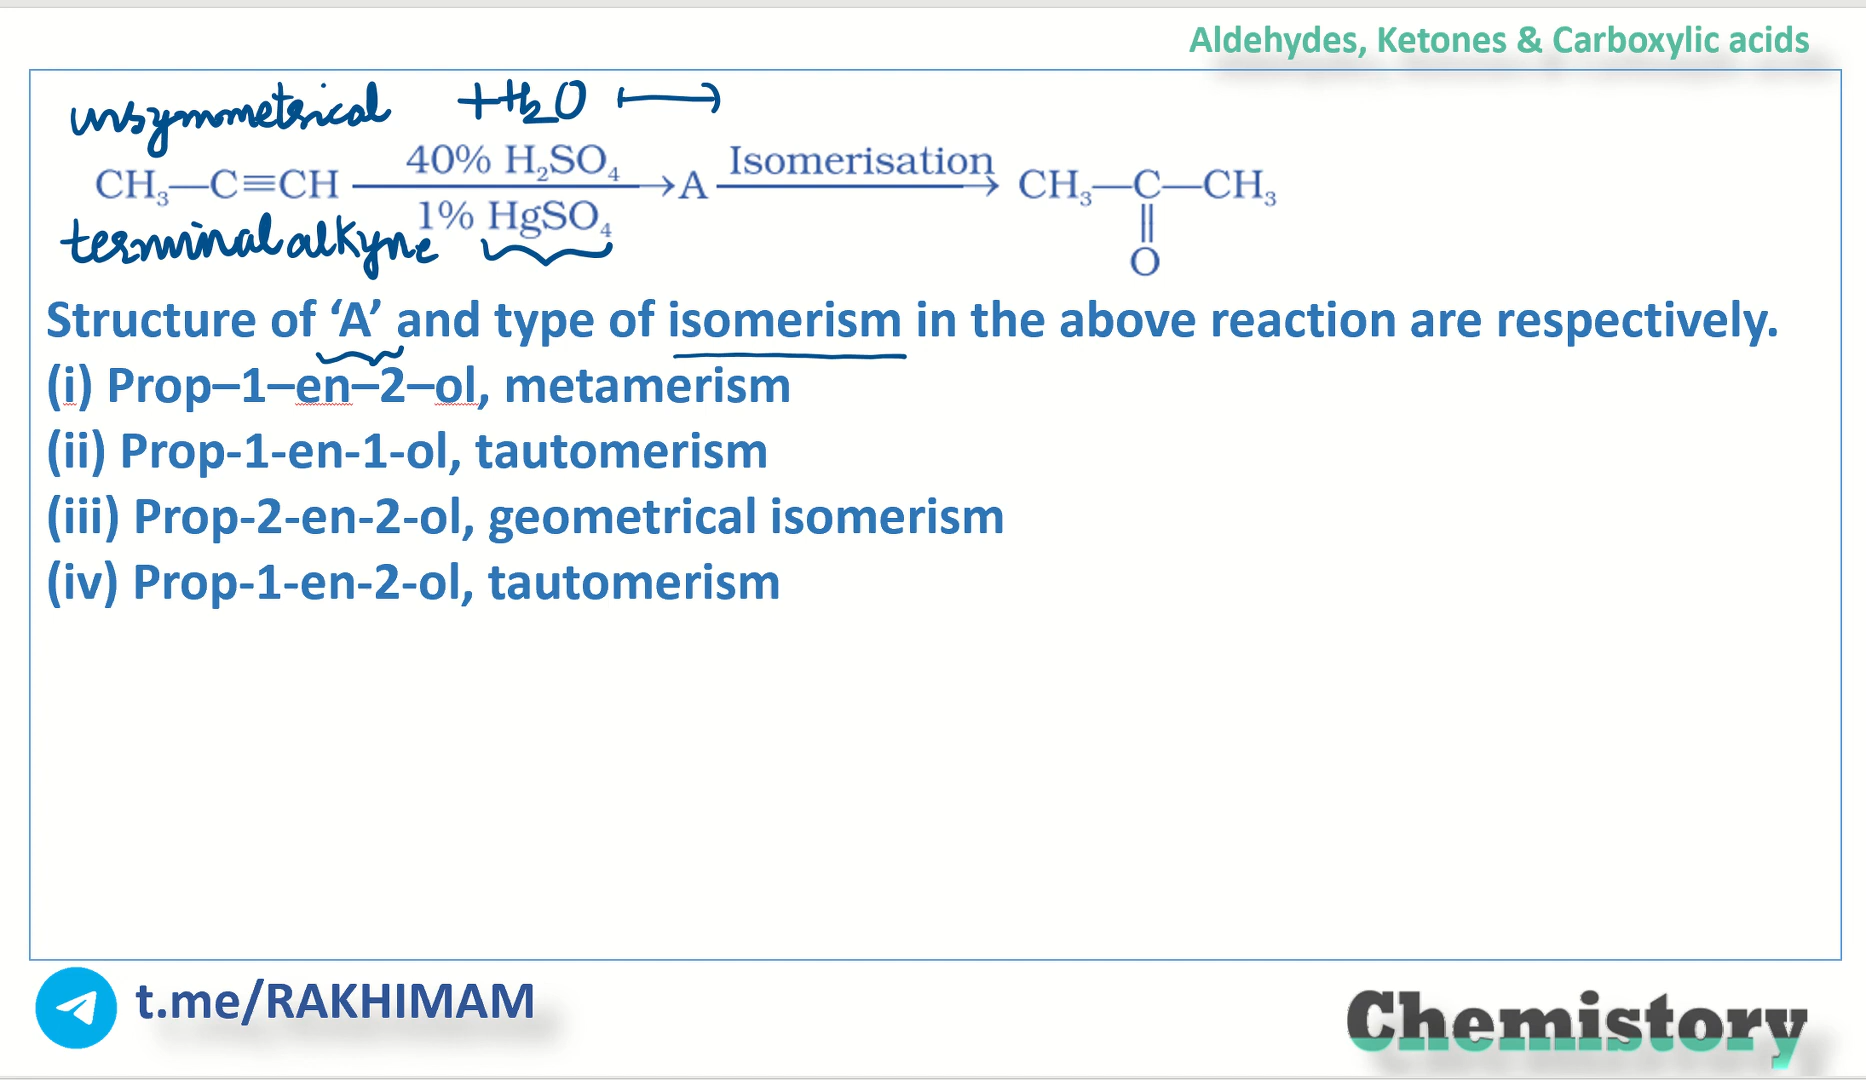 Aldehydes, Ketones & Carboxylic acids
unsymmetrical +H₂O ⟼
CH₃—C≡CH 40% H₂SO₄ 1% HgSO₄ →A Isomerisation → CH₃—C—CH₃
||
O
terminal alkyne
Structure of ‘A’ and type of isomerism in the above reaction are respectively.
(i) Prop–1–en–2–ol, metamerism
(ii) Prop-1-en-1-ol, tautomerism
(iii) Prop-2-en-2-ol, geometrical isomerism
(iv) Prop-1-en-2-ol, tautomerism
t.me/RAKHIMAM
Chemistory